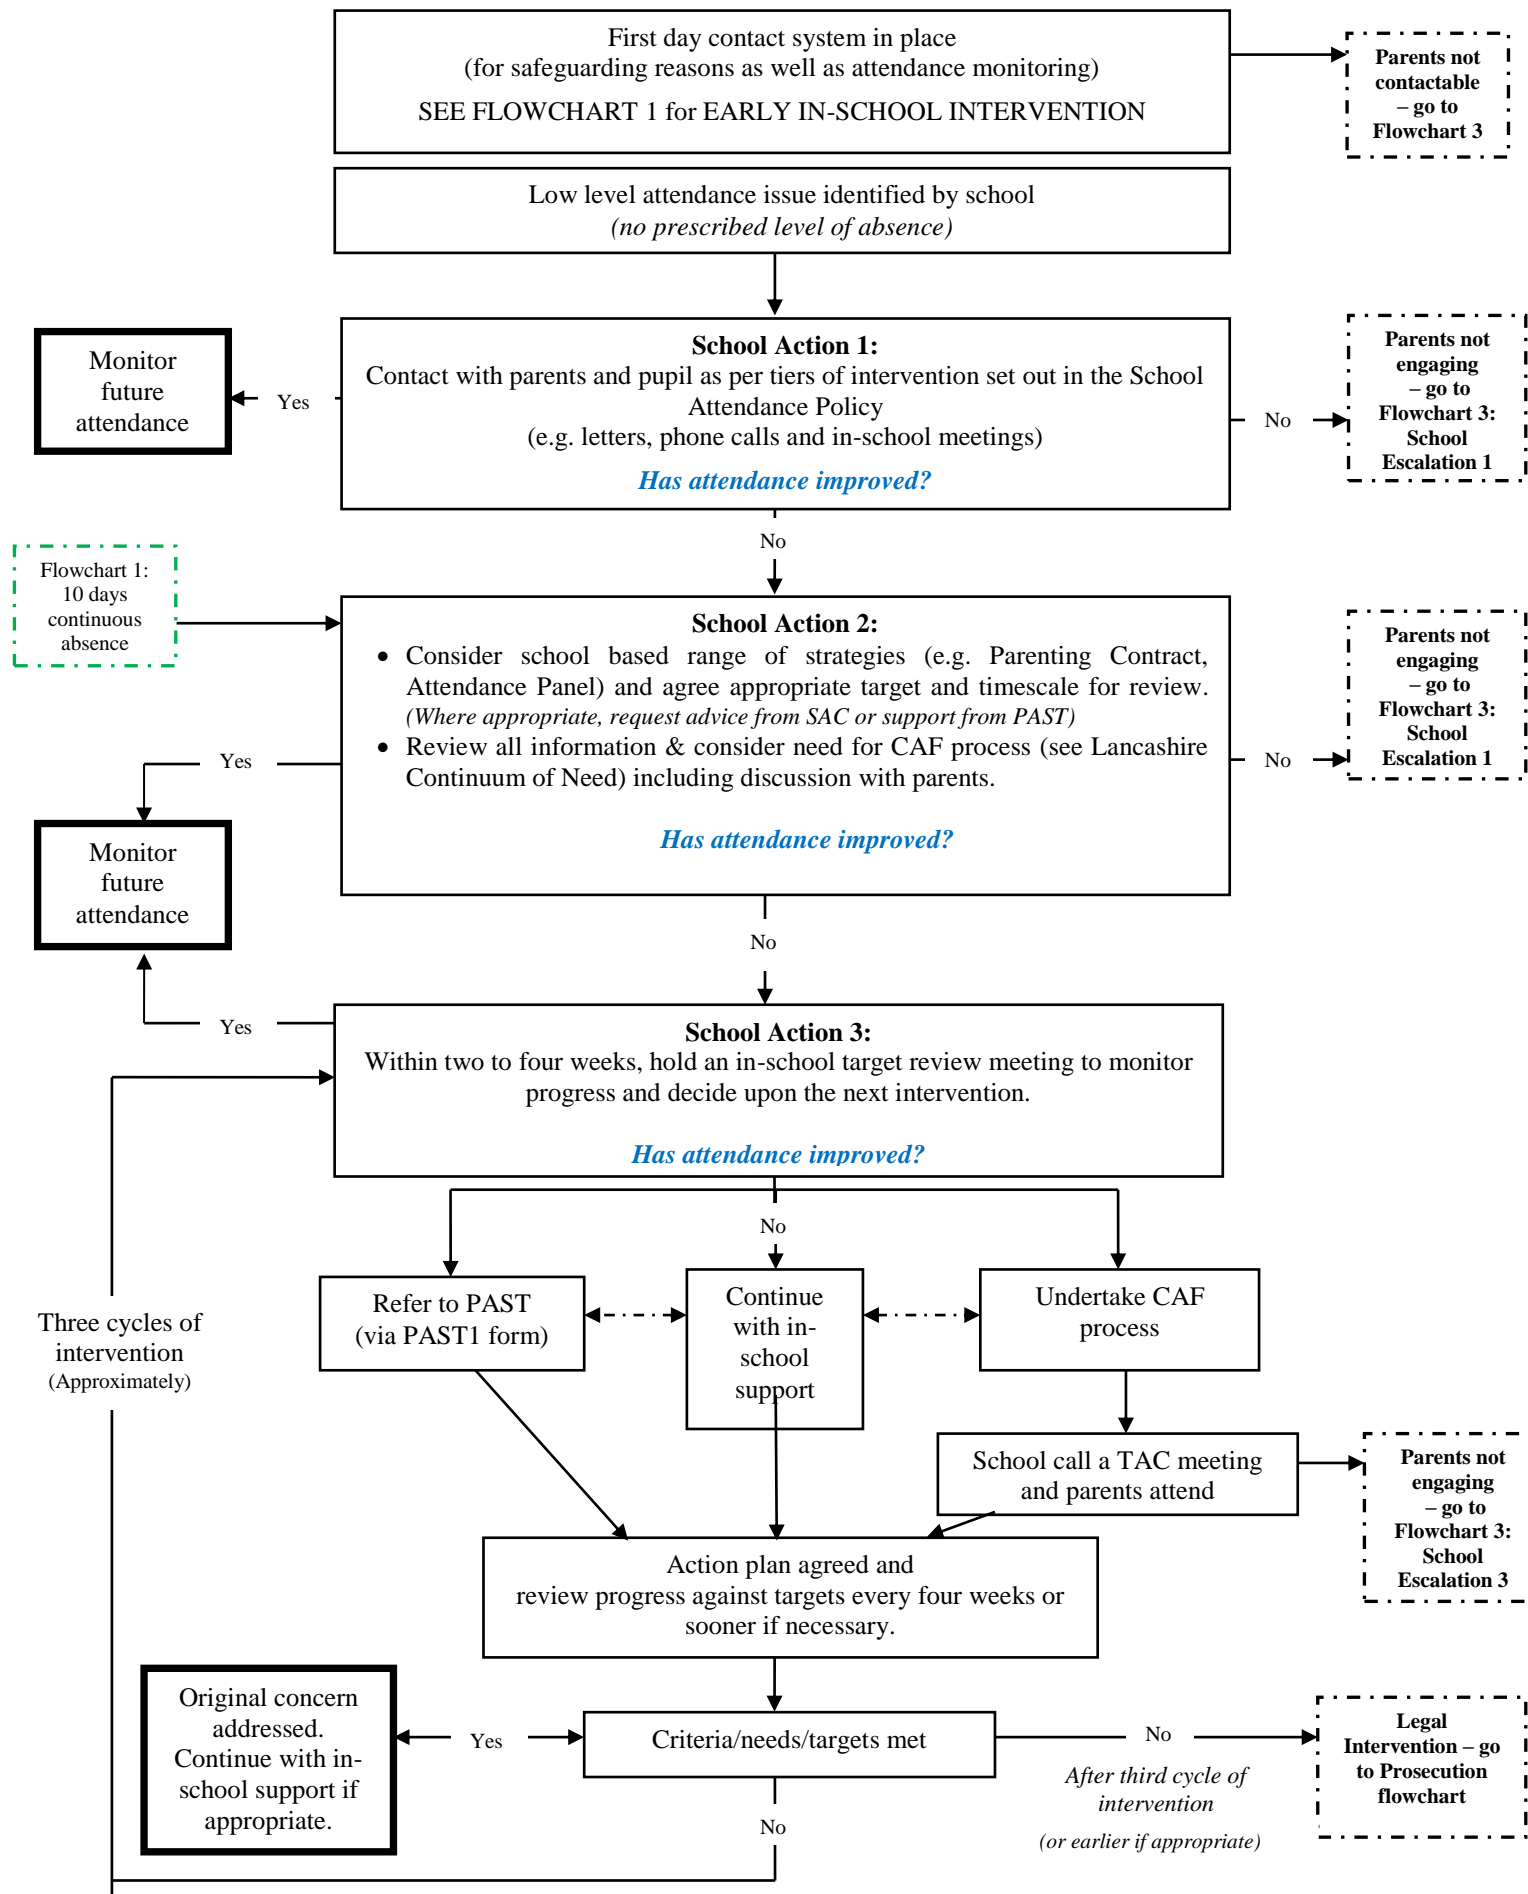 First day contact system in place
(for safeguarding reasons as well as attendance monitoring)
SEE FLOWCHART 1 for EARLY IN-SCHOOL INTERVENTION
Parents not
contactable
– go to
Flowchart 3
Low level attendance issue identified by school
(no prescribed level of absence)
Monitor
future
attendance
Yes
School Action 1:
Contact with parents and pupil as per tiers of intervention set out in the School
Attendance Policy
(e.g. letters, phone calls and in-school meetings)
Has attendance improved?
No
Parents not
engaging
– go to
Flowchart 3:
School
Escalation 1
No
Flowchart 1:
10 days
continuous
absence
School Action 2:
• Consider school based range of strategies (e.g. Parenting Contract,
Attendance Panel) and agree appropriate target and timescale for review.
(Where appropriate, request advice from SAC or support from PAST)
• Review all information & consider need for CAF process (see Lancashire
Continuum of Need) including discussion with parents.
Has attendance improved?
No
Parents not
engaging
– go to
Flowchart 3:
School
Escalation 1
Yes
Monitor
future
attendance
No
Yes
School Action 3:
Within two to four weeks, hold an in-school target review meeting to monitor
progress and decide upon the next intervention.
Has attendance improved?
No
Three cycles of
intervention
(Approximately)
Refer to PAST
(via PAST1 form)
Continue
with in-
school
support
Undertake CAF
process
School call a TAC meeting
and parents attend
Parents not
engaging
– go to
Flowchart 3:
School
Escalation 3
Action plan agreed and
review progress against targets every four weeks or
sooner if necessary.
Original concern
addressed.
Continue with in-
school support if
appropriate.
Yes
Criteria/needs/targets met
No
After third cycle of
intervention
(or earlier if appropriate)
Legal
Intervention – go
to Prosecution
flowchart
No